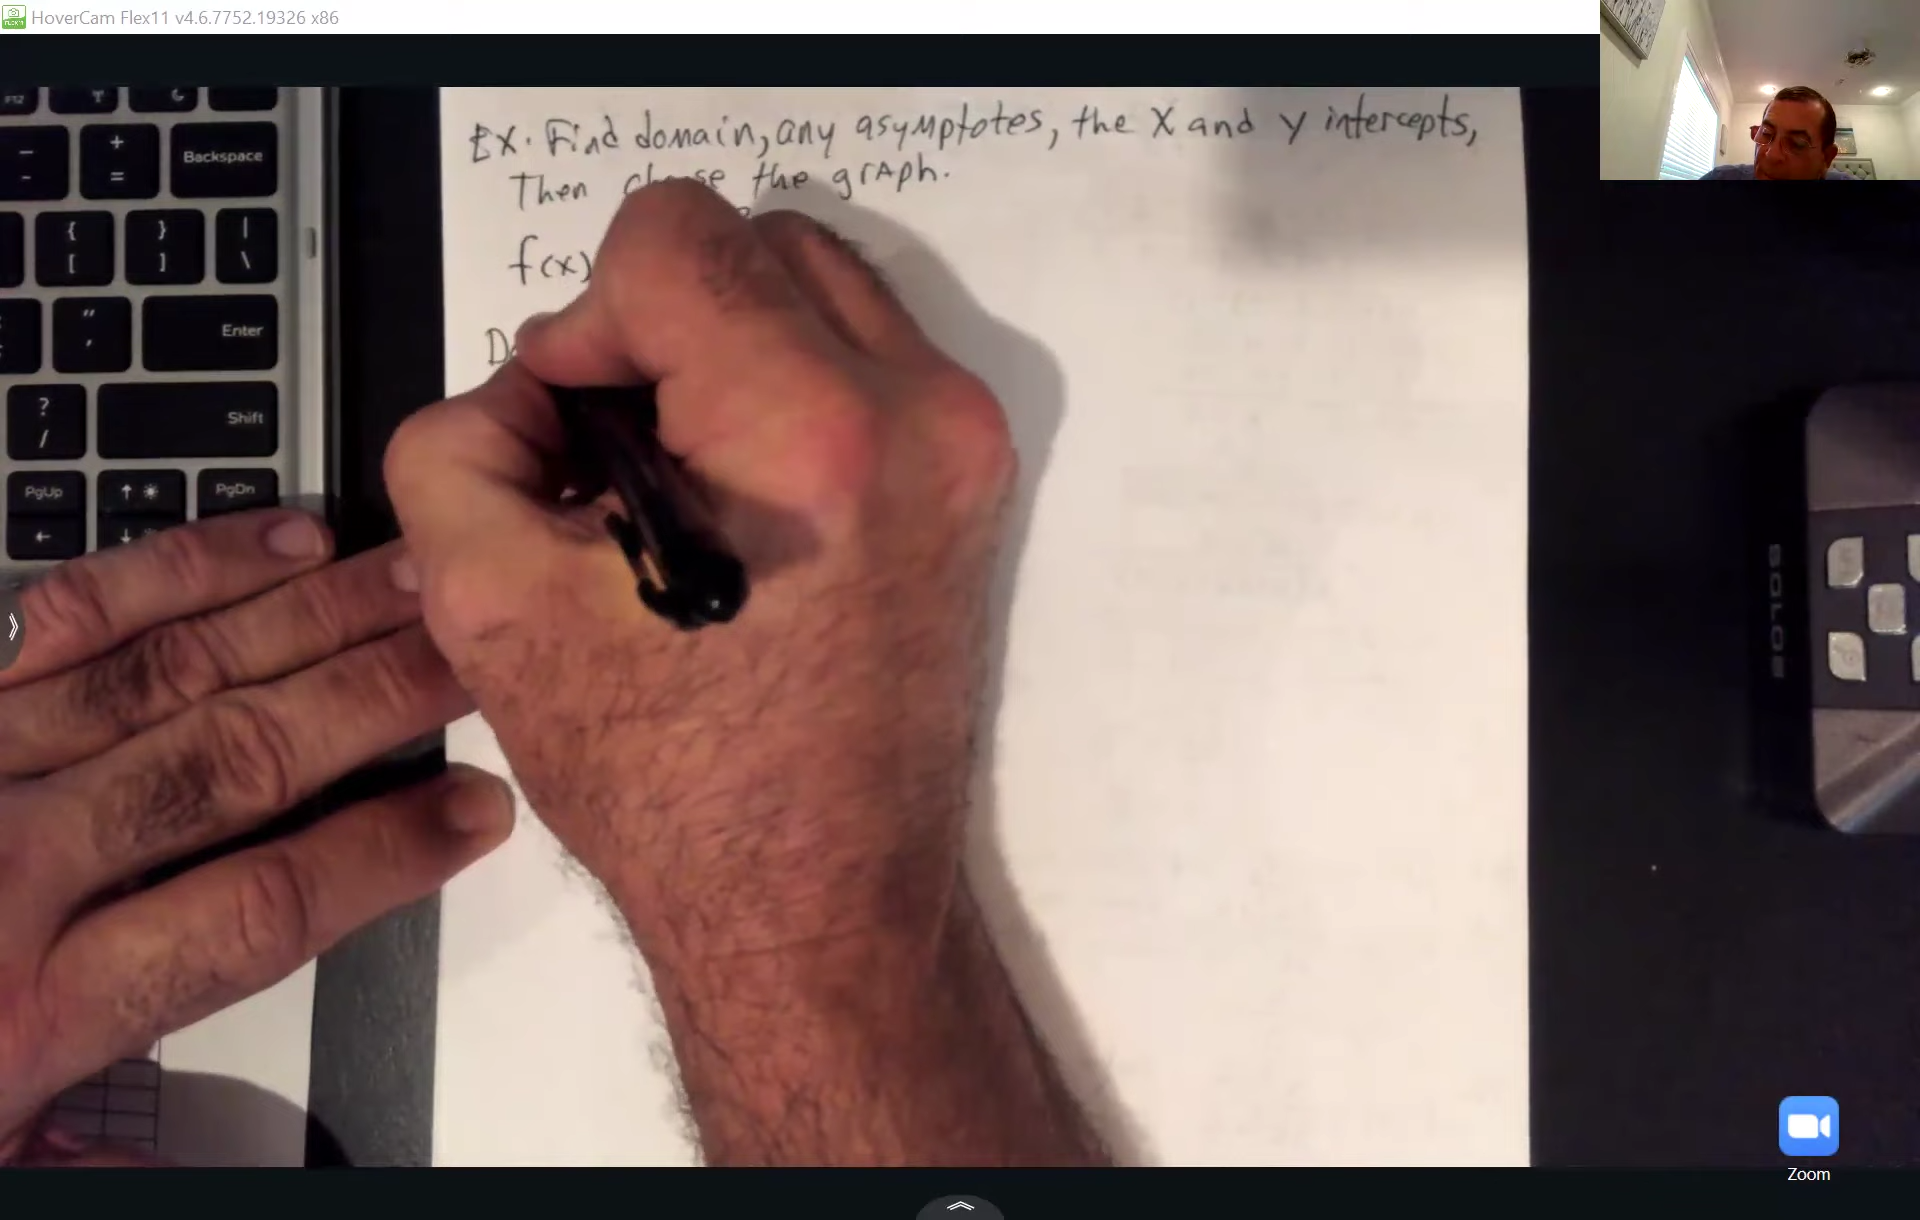 HoverCam Flex11 v4.6.7752.19326 x86
EX. Find domain, any asymptotes, the X and y intercepts,
Then the graph.
f(x)
F12
Backspace
Enter
Shift
PgUp
PgDn
Zoom